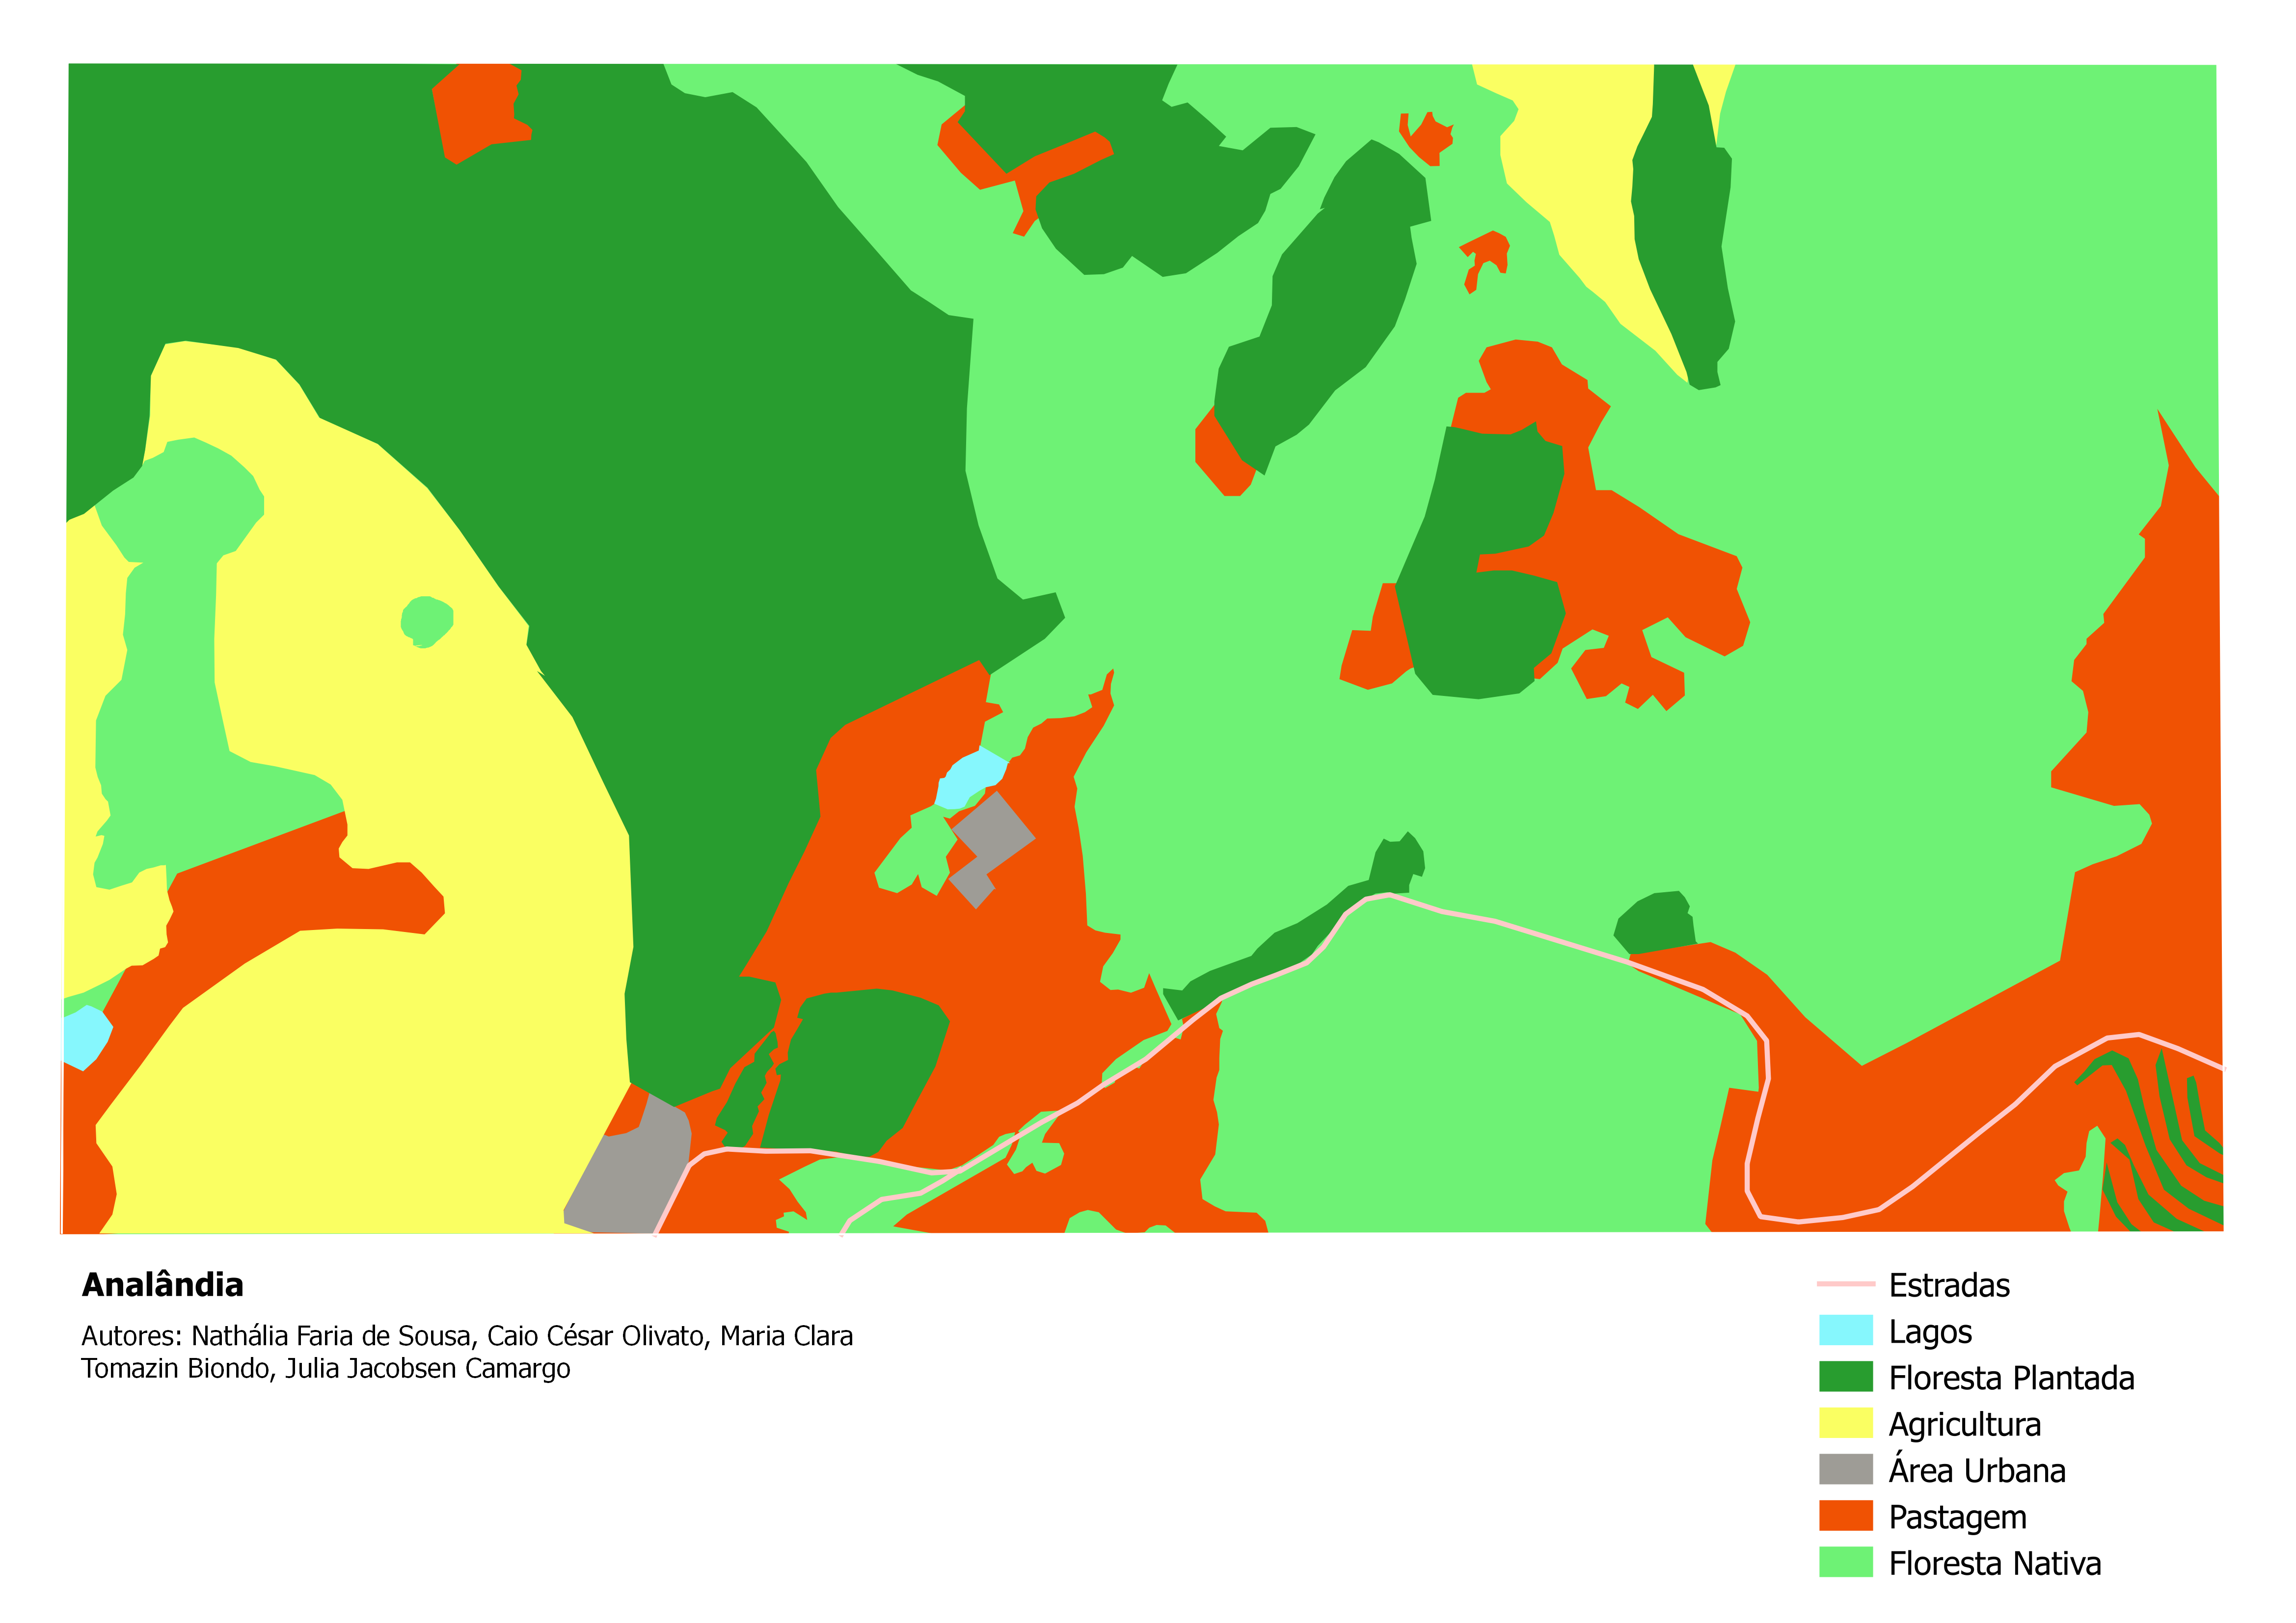 Analândia
Autores: Nathália Faria de Sousa, Caio César Olivato, Maria Clara
Tomazin Biondo, Julia Jacobsen Camargo
Estradas
Lagos
Floresta Plantada
Agricultura
Área Urbana
Pastagem
Floresta Nativa